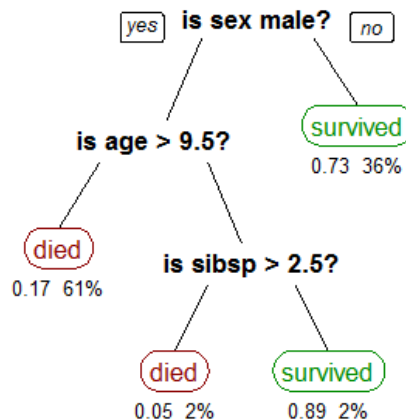 yes is sex male? no
survived
0.73 36%
is age > 9.5?
died
0.17 61%
is sibsp > 2.5?
died survived
0.05 2% 0.89 2%